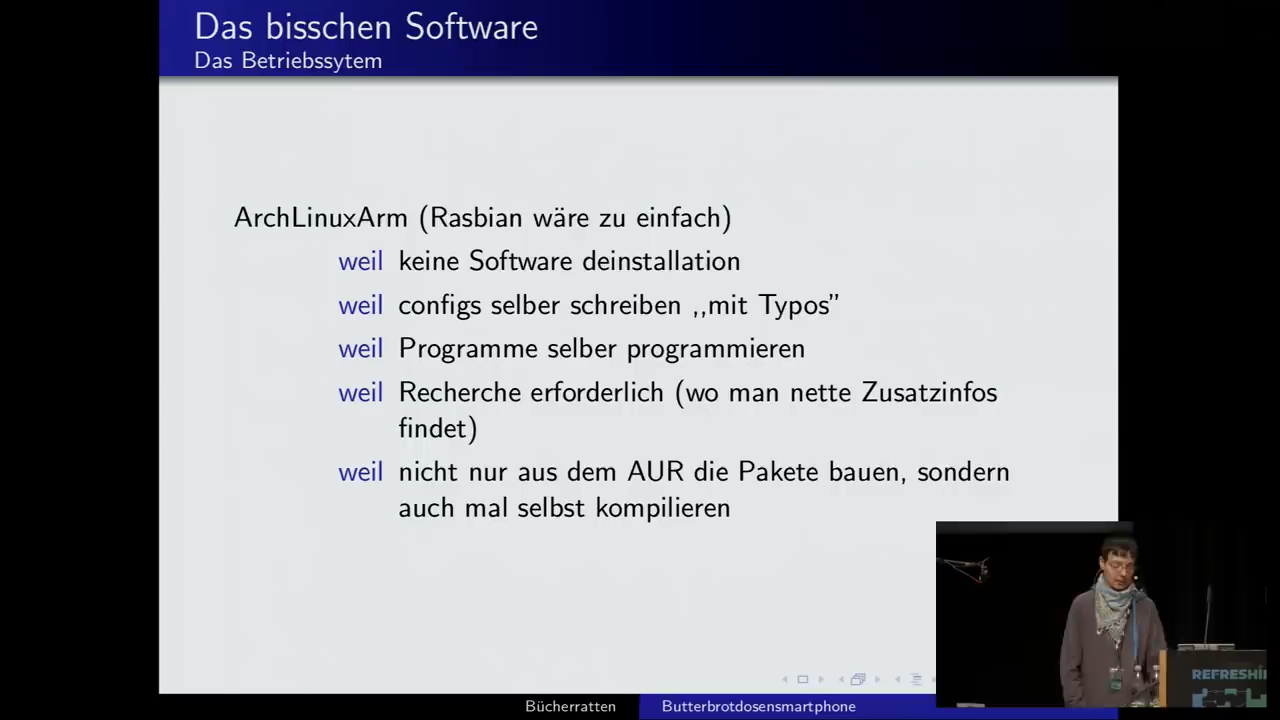 Das bisschen Software
Das Betriebssytem
ArchLinuxArm (Rasbian wäre zu einfach)
weil keine Software deinstallation
weil configs selber schreiben ,,mit Typos”
weil Programme selber programmieren
weil Recherche erforderlich (wo man nette Zusatzinfos
findet)
weil nicht nur aus dem AUR die Pakete bauen, sondern
auch mal selbst kompilieren
Bücherratten
Butterbrotdosensmartphone